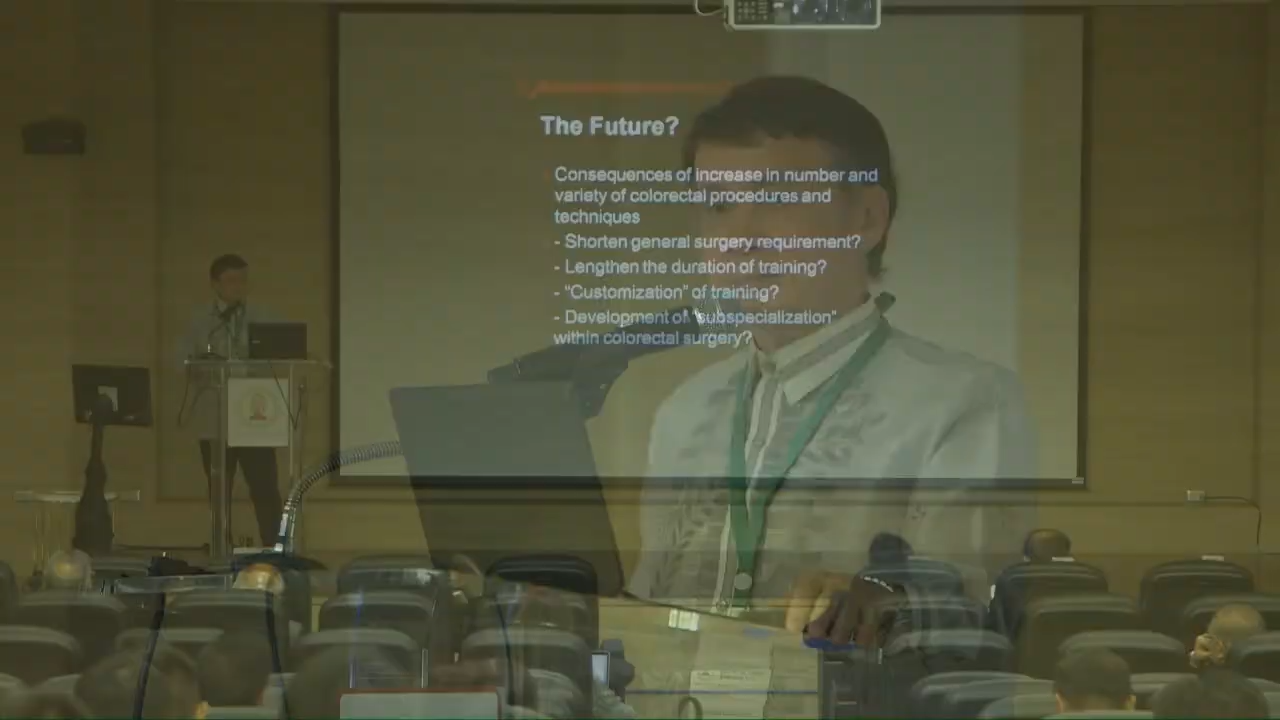 The Future?
Consequences of increase in number and
variety of colorectal procedures and
techniques
- Shorten general surgery requirement?
- Lengthen the duration of training?
- “Customization” of training?
- Development of “subspecialization”
within colorectal surgery?